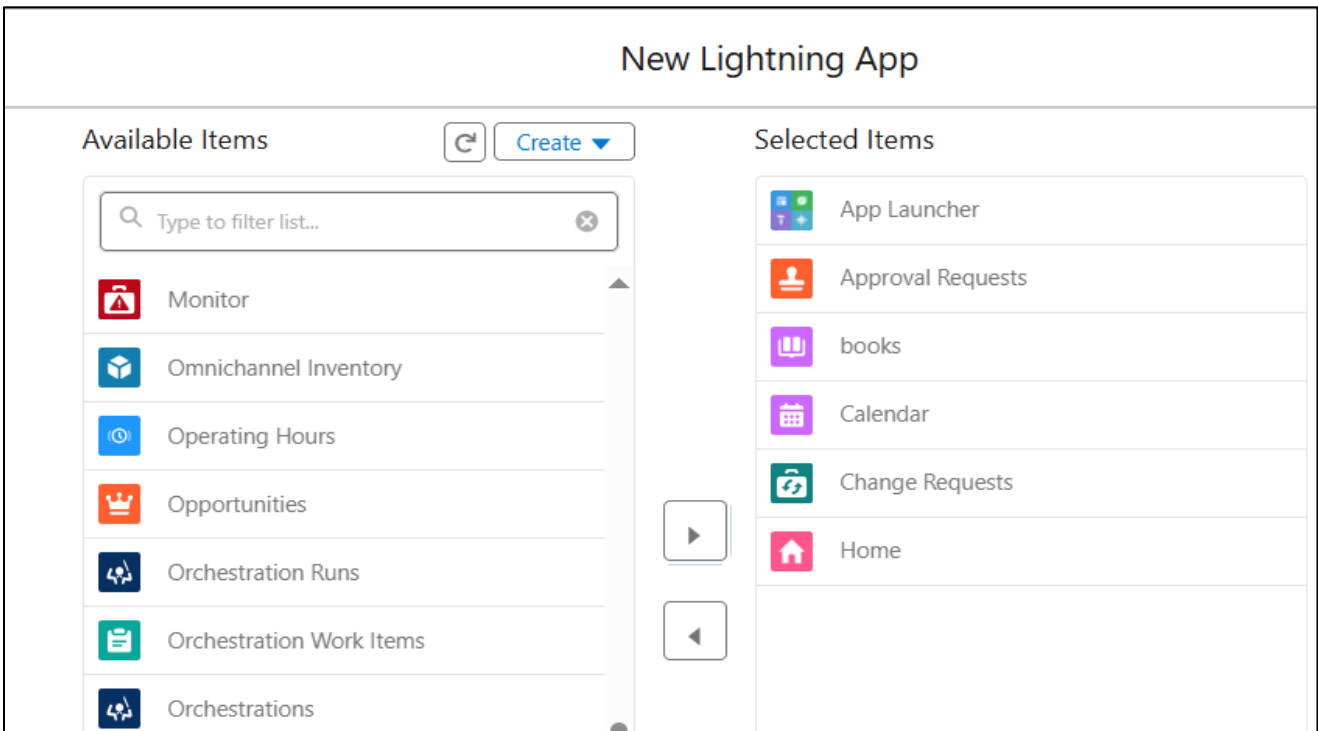 New Lightning App
Available Items
Create
Type to filter list...
Monitor
Omnichannel Inventory
Operating Hours
Opportunities
Orchestration Runs
Orchestration Work Items
Orchestrations
Selected Items
App Launcher
Approval Requests
books
Calendar
Change Requests
Home